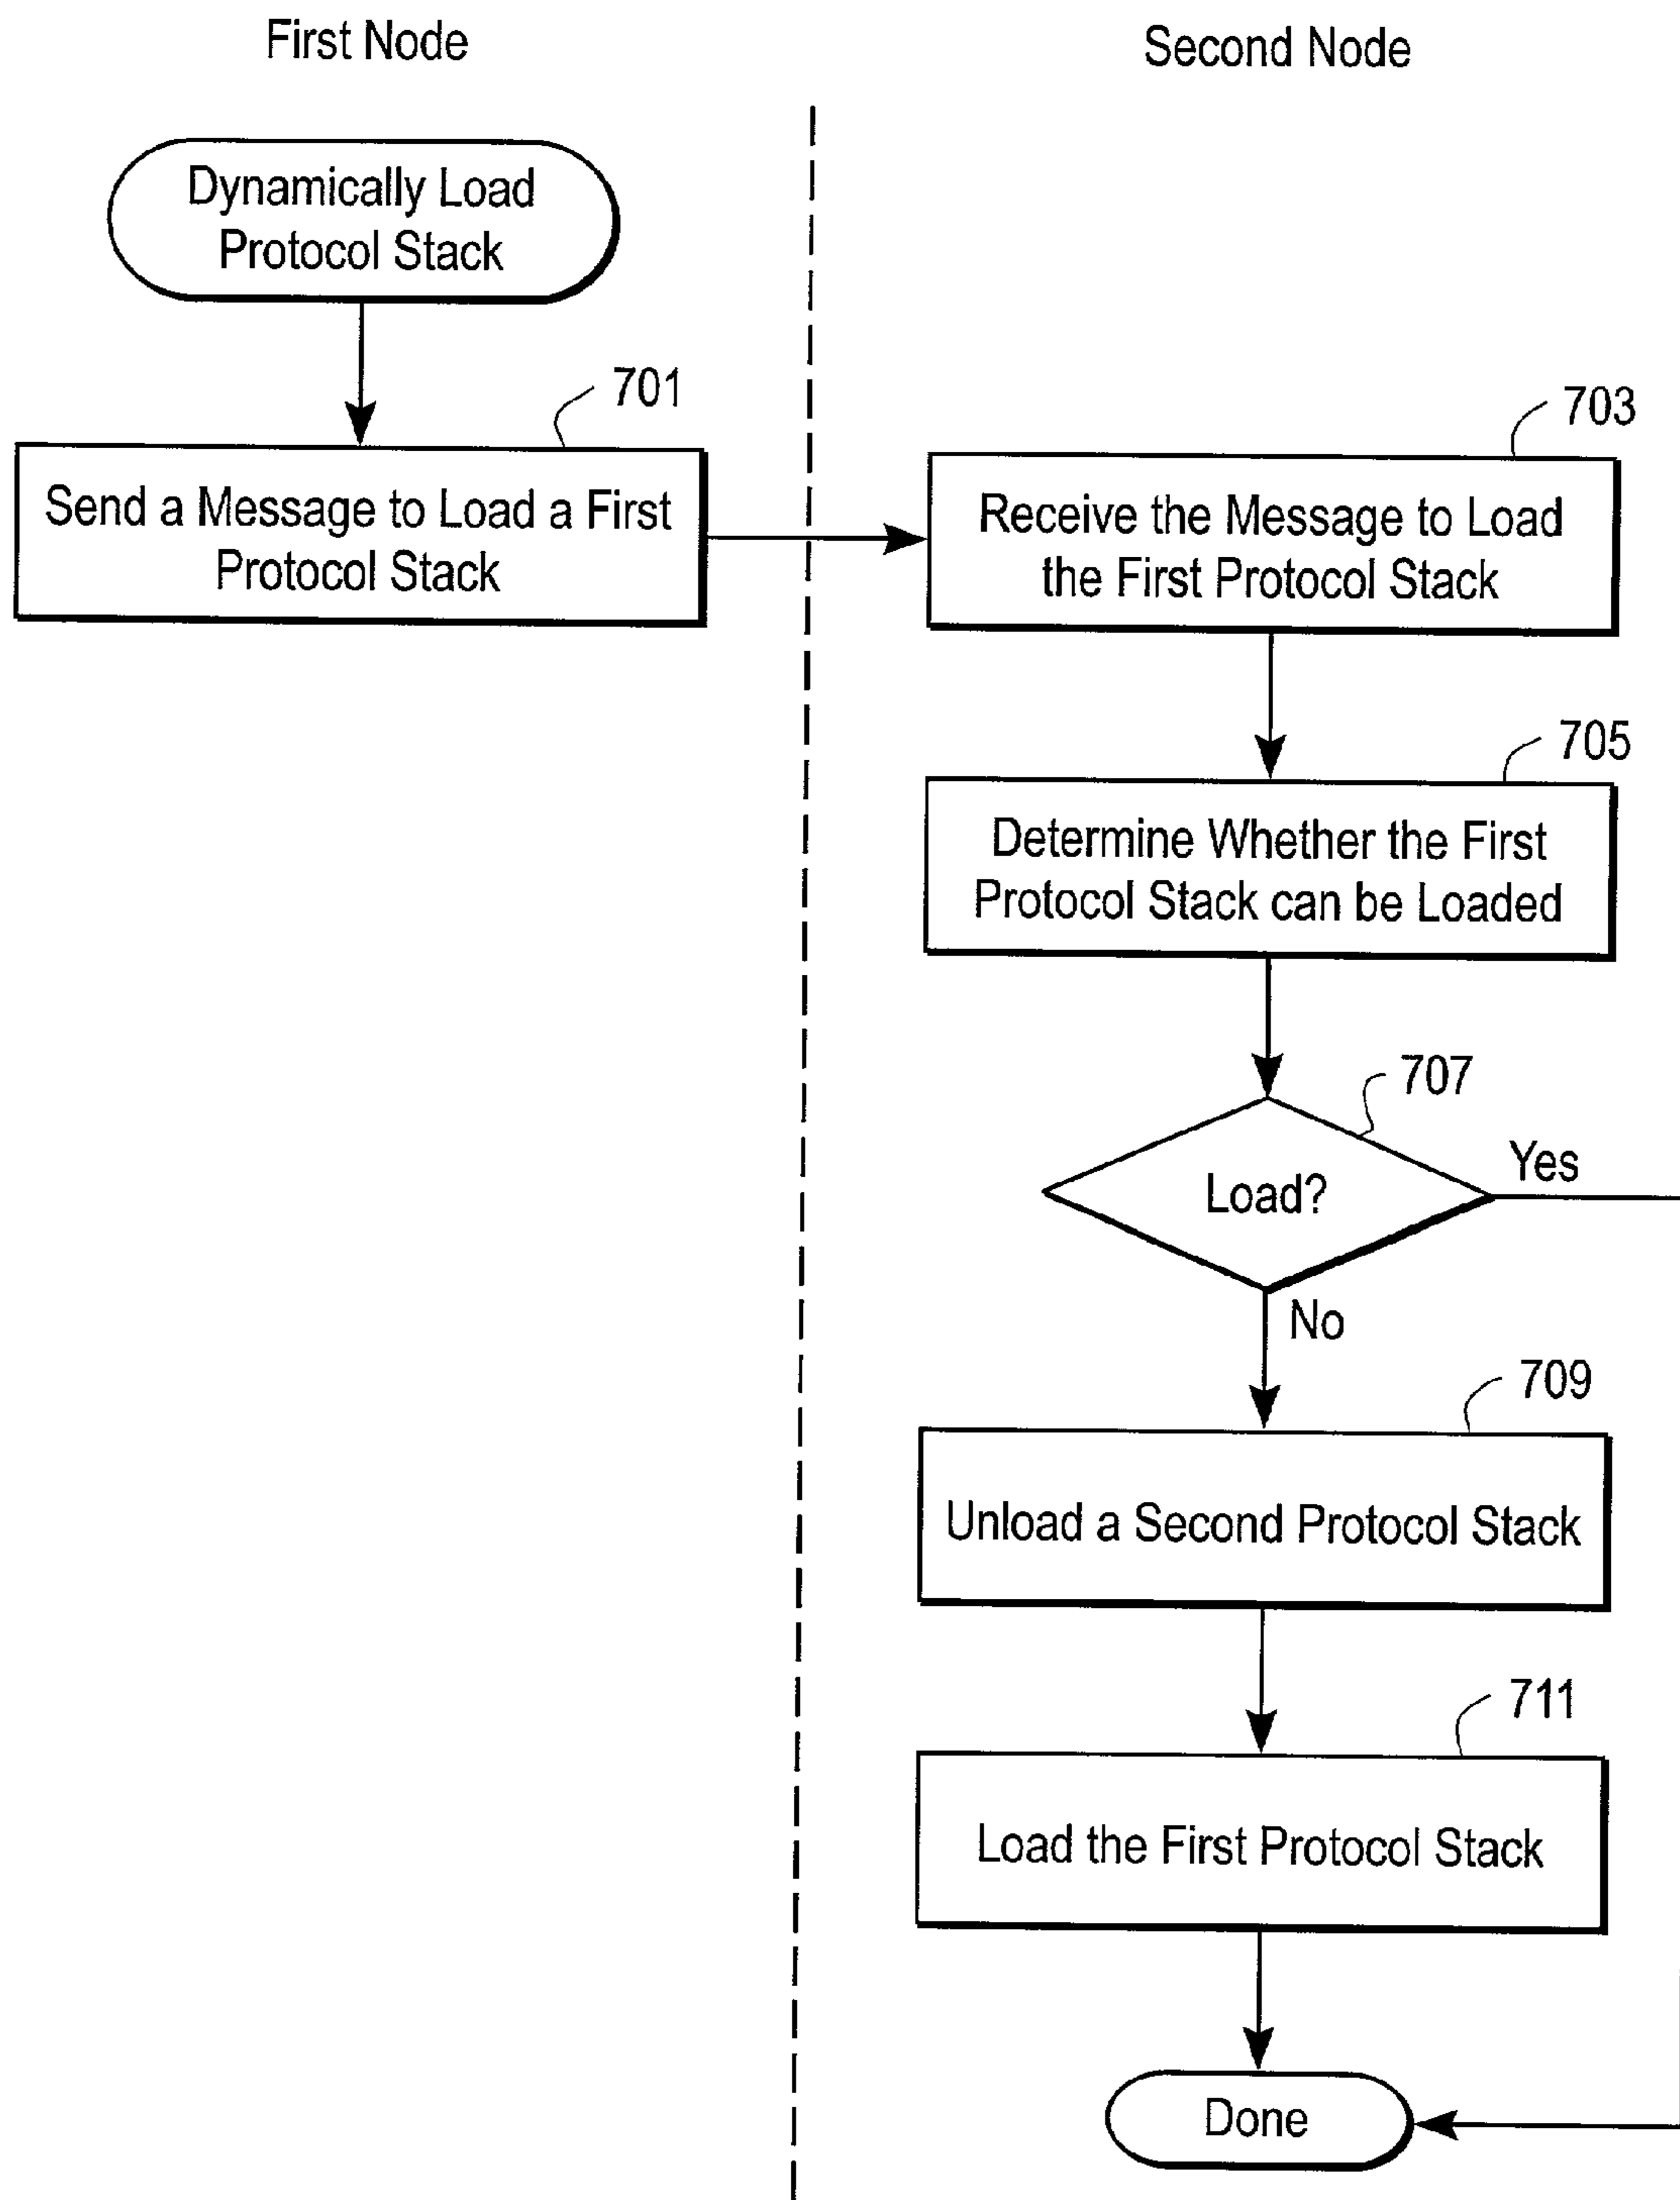 First Node
Second Node
Dynamically Load
Protocol Stack
701
Send a Message to Load a First
Protocol Stack
703
Receive the Message to Load
the First Protocol Stack
705
Determine Whether the First
Protocol Stack can be Loaded
707
Load?
Yes
No
709
Unload a Second Protocol Stack
711
Load the First Protocol Stack
Done